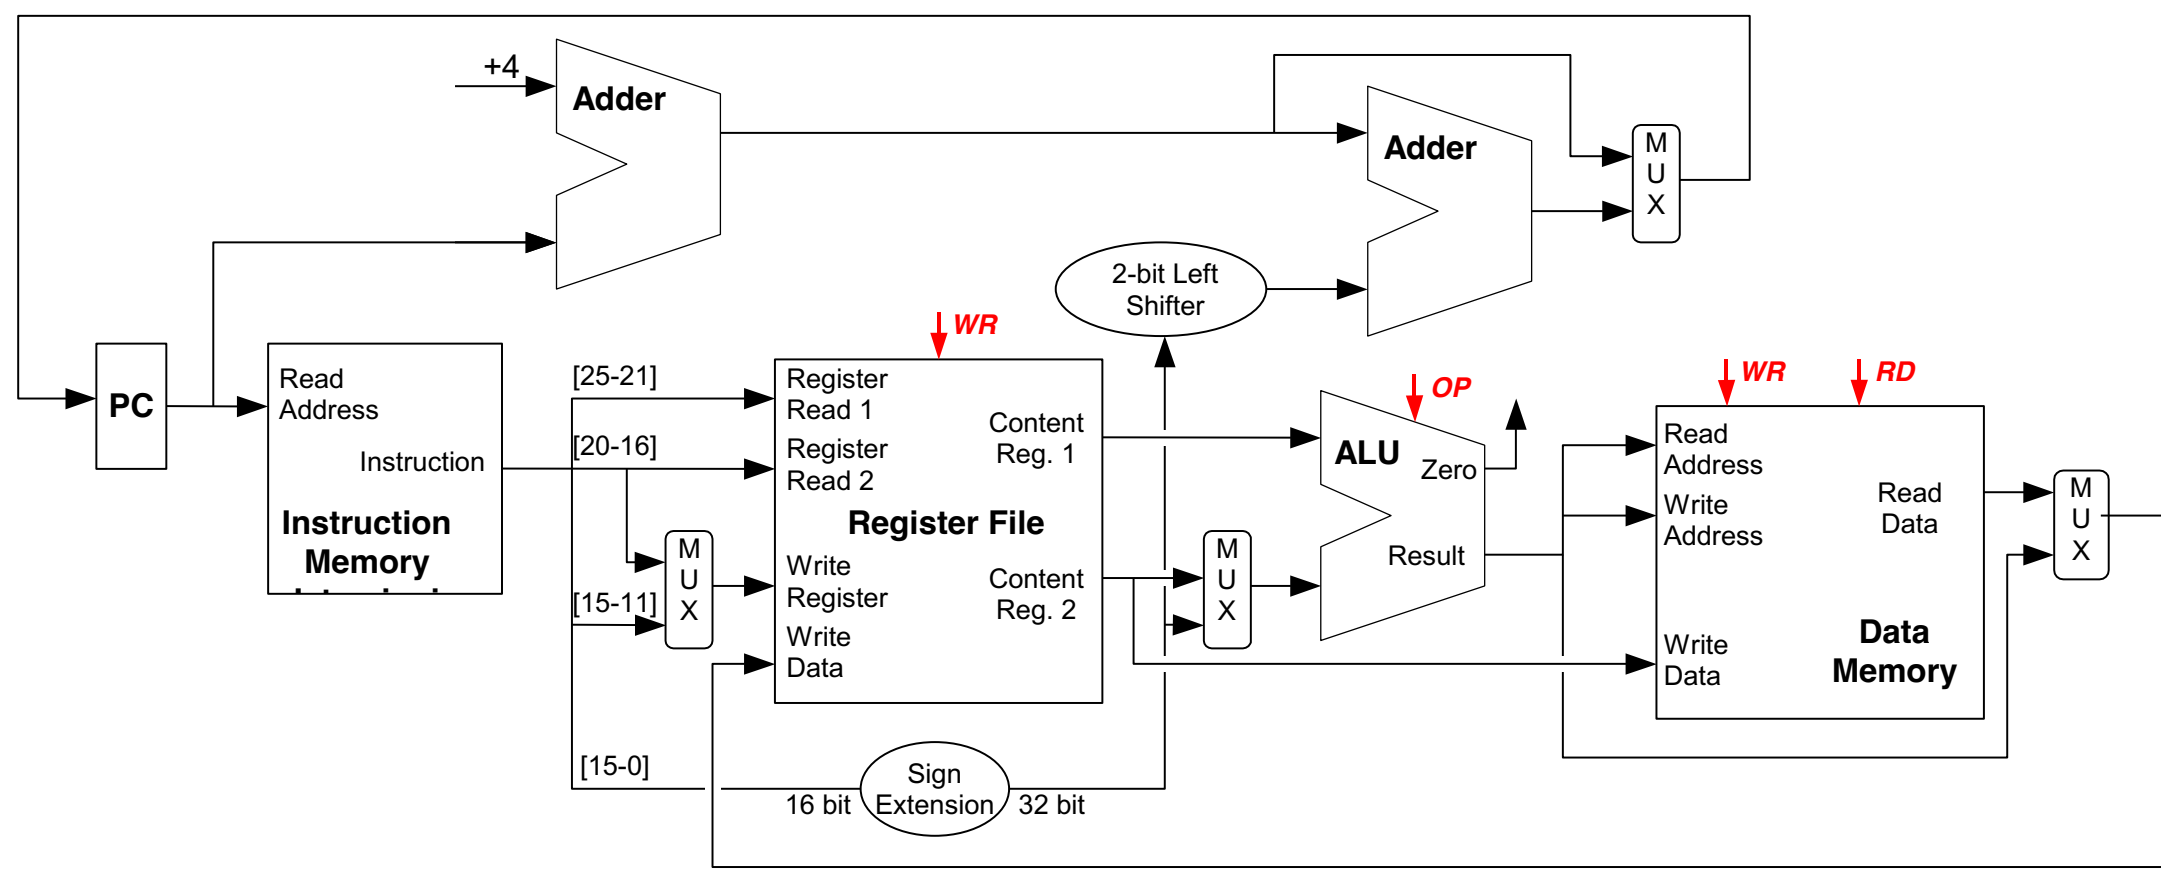 +4
Adder
Adder
M
U
X
2-bit Left
Shifter
WR
PC
Read
Address
Instruction
Instruction
Memory
[25-21]
[20-16]
[15-11]
[15-0]
M
U
X
Register
Read 1
Register
Read 2
Content
Reg. 1
Register File
Write
Register
Content
Reg. 2
Write
Data
16 bit
Sign
Extension
32 bit
M
U
X
OP
ALU
Zero
Result
WR
RD
Read
Address
Write
Address
Read
Data
Write
Data
Data
Memory
M
U
X